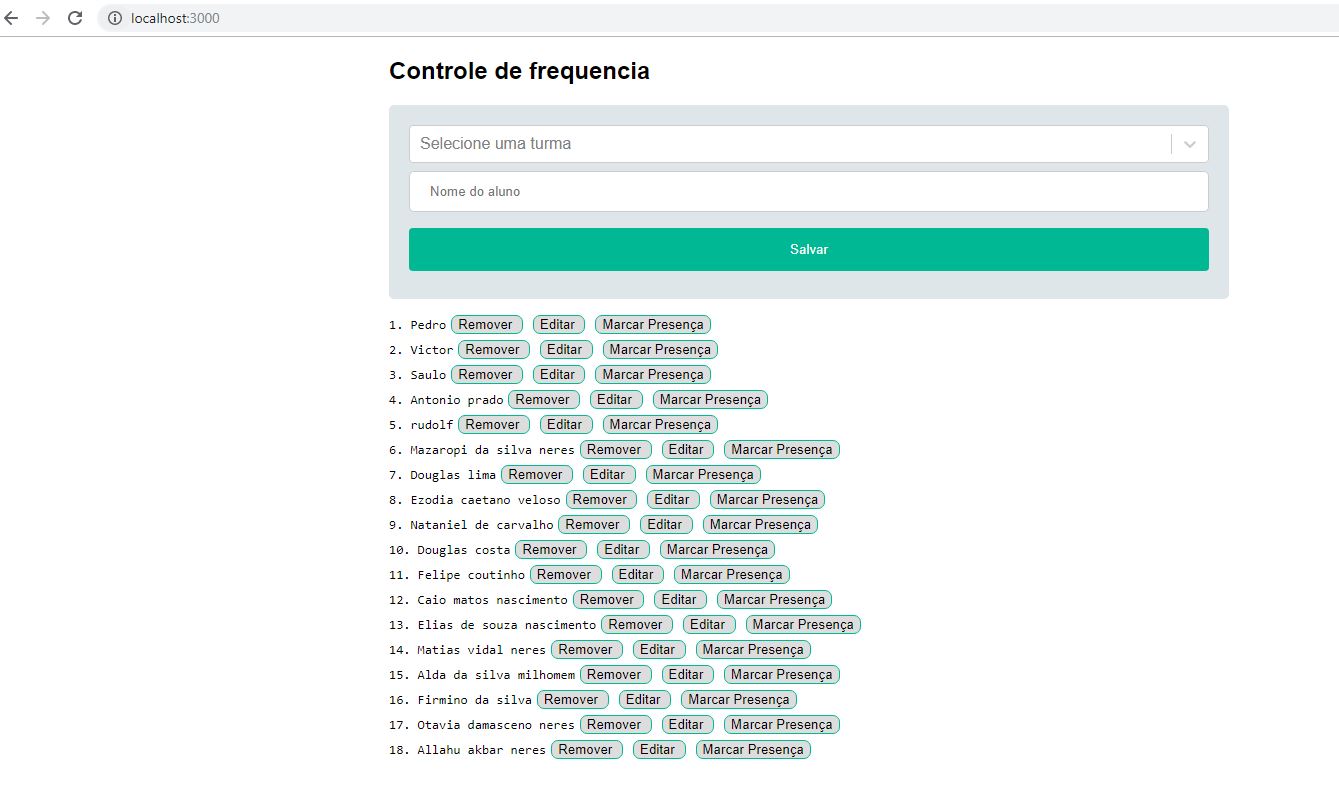 localhost:3000
Controle de frequencia
Selecione uma turma
Nome do aluno
Salvar
1. Pedro Remover Editar Marcar Presença
2. Victor Remover Editar Marcar Presença
3. Saulo Remover Editar Marcar Presença
4. Antonio prado Remover Editar Marcar Presença
5. rudolf Remover Editar Marcar Presença
6. Mazaropi da silva neres Remover Editar Marcar Presença
7. Douglas lima Remover Editar Marcar Presença
8. Ezodia caetano veloso Remover Editar Marcar Presença
9. Nataniel de carvalho Remover Editar Marcar Presença
10. Douglas costa Remover Editar Marcar Presença
11. Felipe coutinho Remover Editar Marcar Presença
12. Caio matos nascimento Remover Editar Marcar Presença
13. Elias de souza nascimento Remover Editar Marcar Presença
14. Matias vidal neres Remover Editar Marcar Presença
15. Alda da silva milhomem Remover Editar Marcar Presença
16. Firmino da silva Remover Editar Marcar Presença
17. Otavia damasceno neres Remover Editar Marcar Presença
18. Allahu akbar neres Remover Editar Marcar Presença